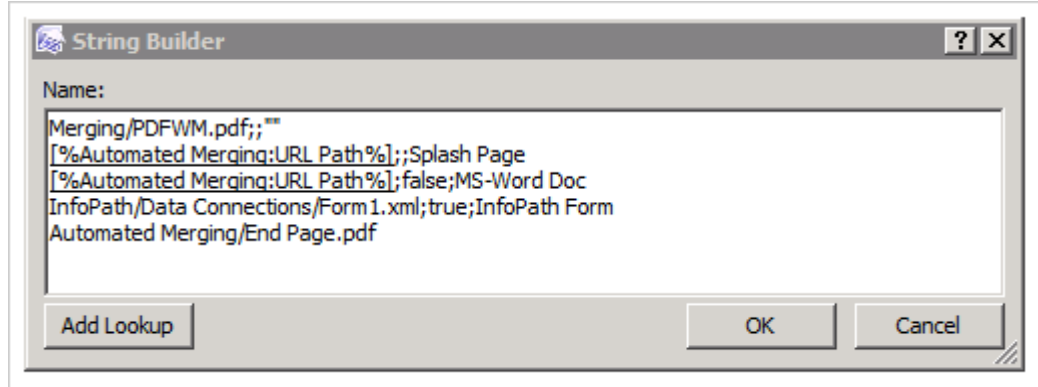 String Builder
?
X
Name:
Merging/PDFWM.pdf;;""
[%Automated Merging:URL Path%];;Splash Page
[%Automated Merging:URL Path%];false;MS-Word Doc
InfoPath/Data Connections/Form1.xml;true;InfoPath Form
Automated Merging/End Page.pdf
Add Lookup
OK
Cancel